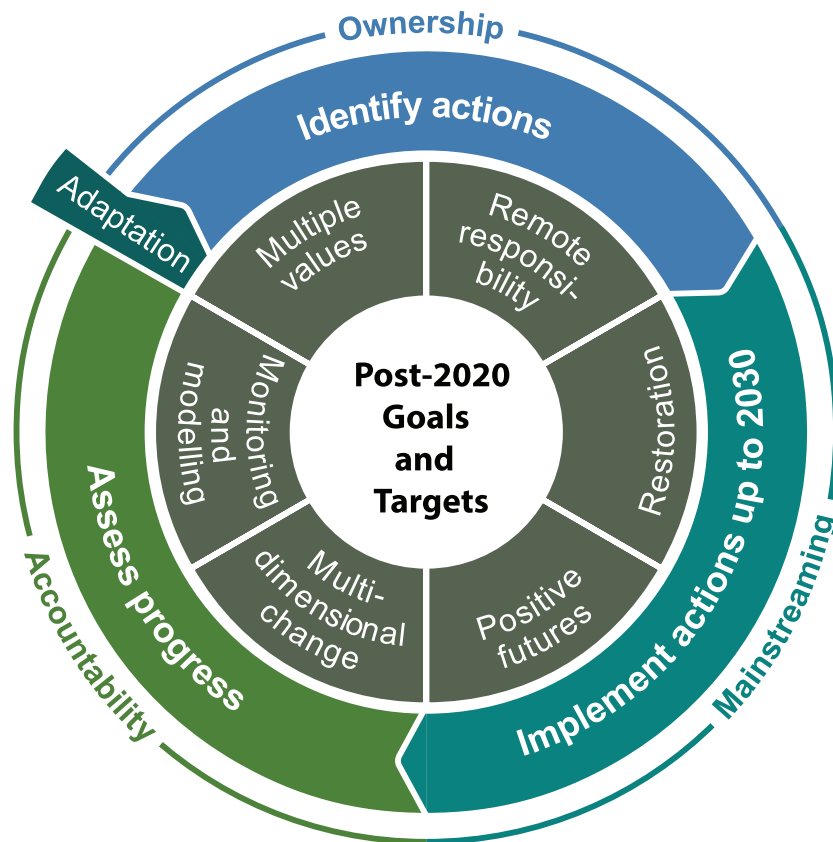 Ownership
Identify actions
Adaptation
Multiple
values
Remote
responsi-
bility
Monitoring
and
modelling
Post-2020
Goals
and
Targets
Restoration
Implement actions up to 2030
Assess progress
Multi-
dimensional
change
Positive
futures
Accountability
Mainstreaming